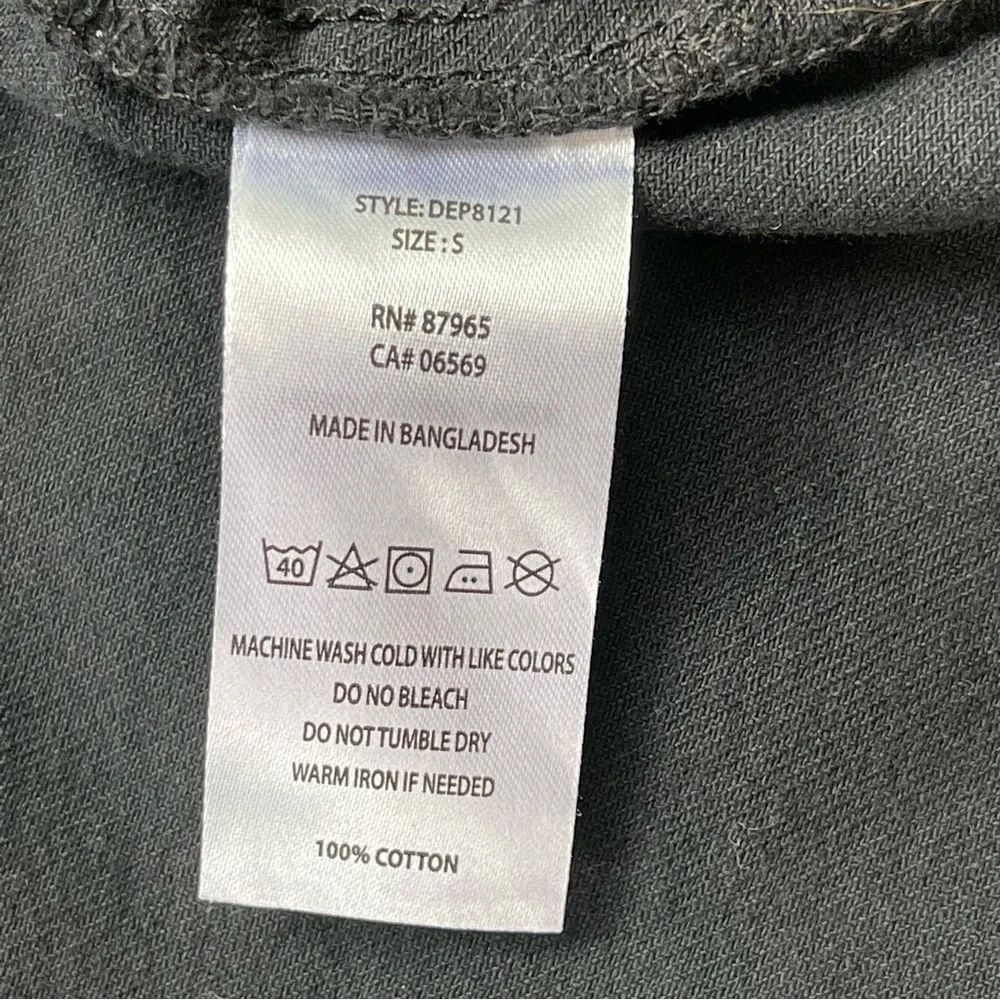 STYLE: DEP8121
SIZE : S
RN# 87965
CA# 06569
MADE IN BANGLADESH
40
MACHINE WASH COLD WITH LIKE COLORS
DO NO BLEACH
DO NOT TUMBLE DRY
WARM IRON IF NEEDED
100% COTTON